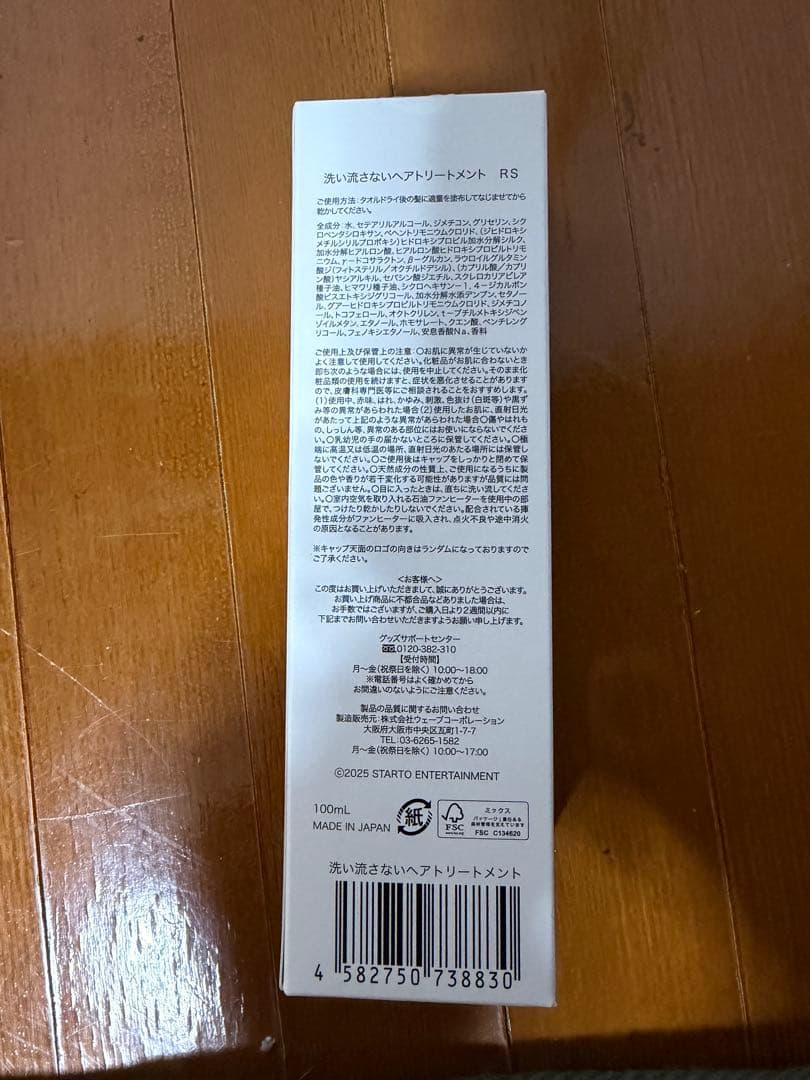 洗い流さないヘアトリートメント RS
ご使用方法:タオルドライ後の髪に適量を塗布してなじませてから
乾かしてください。
全成分:水、セテアリルアルコール、ジメチコン、グリセリン、シク
ロペンタシロキサン、ベヘントリモニウムクロリド、(ジヒドロキシ
メチルシリルプロポキシ)ヒドロキシプロピル加水分解シルク、
加水分解ヒアルロン酸、ヒアルロン酸ヒドロキシプロピルトリモ
ニウム、γ-ドコサラクトン、β-グルカン、ラウロイルグルタミン
酸ジ(フィトステリル/オクチルドデシル)、(カプリル酸/カプリ
ン酸)ヤシアルキル、セバシン酸ジエチル、スクレロカリアビレア
種子油、ヒマワリ種子油、シクロヘキサン-1,4-ジカルボン
酸ビスエトキシジグリコール、加水分解水添デンプン、セタノー
ル、グアーヒドロキシプロピルトリモニウムクロリド、ジメチコノ
ール、トコフェロール、オクトクリレン、t-ブチルメトキシジベン
ゾイルメタン、エタノール、ホモサレート、クエン酸、ペンチレング
リコール、フェノキシエタノール、安息香酸Na、香料
ご使用上及び保管上の注意:〇お肌に異常が生じていないか
よく注意して使用してください。化粧品がお肌に合わないとき
即ち次のような場合には、使用を中止してください。そのまま化
粧品類の使用を続けますと、症状を悪化させることがあります
ので、皮膚科専門医等にご相談されることをおすすめします。
(1)使用中、赤味、はれ、かゆみ、刺激、色抜け(白斑等)や黒ず
み等の異常があらわれた場合(2)使用したお肌に、直射日光
があたって上記のような異常があらわれた場合〇傷やはれも
の、しっしん等、異常のある部位にはお使いにならないでくださ
い。〇乳幼児の手の届かないところに保管してください。〇極
端に高温又は低温の場所、直射日光のあたる場所には保管し
ないでください。〇ご使用後はキャップをしっかりと閉めて保
管してください。〇天然成分の性質上、ご使用になるうちに製
品の色や香りが若干変化する可能性がありますが品質には問
題ございません。〇目に入ったときは、直ちに洗い流してくださ
い。〇室内空気を取り入れる石油ファンヒーターを使用中の部
屋で、つけたり乾かしたりしないでください。配合されている揮
発性成分がファンヒーターに吸入され、点火不良や途中消火
の原因となることがあります。
※キャップ天面のロゴの向きはランダムになっておりますので
ご了承ください。
<お客様へ>
この度はお買い上げいただきまして、誠にありがとうございます。
お買い上げ商品に不都合品などありました場合は、
お手数ではございますが、ご購入日より2週間以内に
下記までお問い合わせいただきますようお願い申し上げます。
グッズサポートセンター
0120-382-310
【受付時間】
月〜金(祝祭日を除く) 10:00〜18:00
※電話番号はよく確かめてから
お間違いのないようにご注意ください。
製品の品質に関するお問い合わせ
製造販売元:株式会社ウェーブコーポレーション
大阪府大阪市中央区瓦町1-7-7
TEL:03-6265-1582
月〜金(祝祭日を除く) 10:00〜17:00
©2025 STARTO ENTERTAINMENT
100mL
MADE IN JAPAN
紙
FSC
ミックス
パッケージ|責任ある
森林管理を支えています
FSC C134620
洗い流さないヘアトリートメント
4 582750 738830